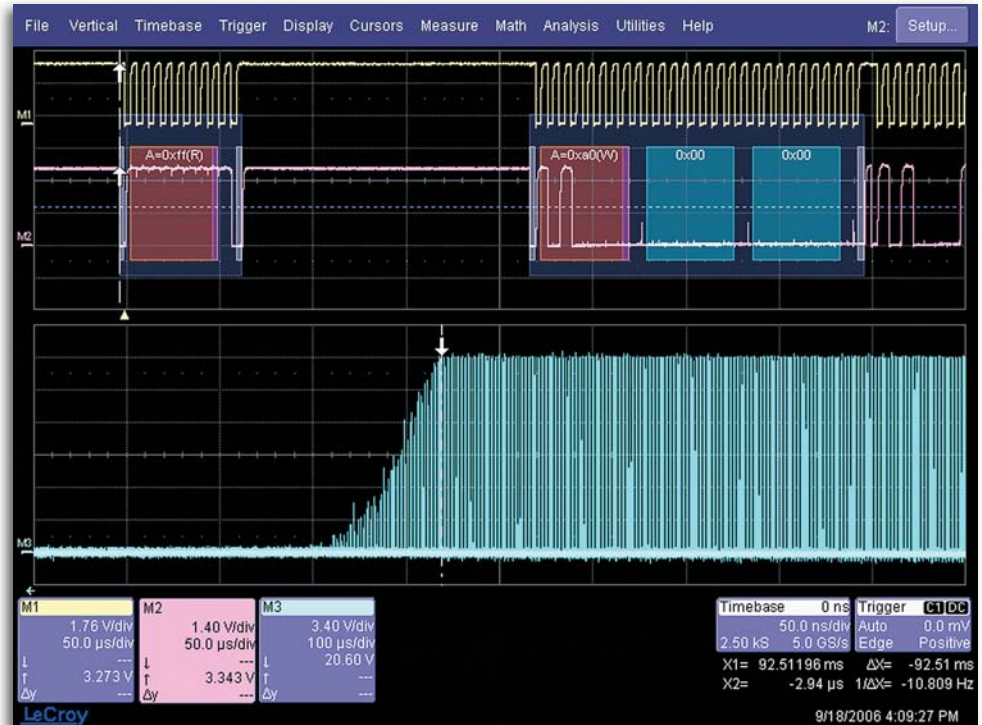 File Vertical Timebase Trigger Display Cursors Measure Math Analysis Utilities Help M2: Setup...
M1
A=0xff(R) A=0xa0(W) 0x00 0x00
M2
M3
M1
1.76 V/div
50.0 µs/div
↓ ---
↑ 3.273 V
Δy ---
M2
1.40 V/div
50.0 µs/div
↓ ---
↑ 3.343 V
Δy ---
M3
3.40 V/div
100 µs/div
↓ 20.60 V
↑ ---
Δy ---
Timebase 0 ns
50.0 ns/div
2.50 kS 5.0 GS/s
Trigger C1 DC
Auto 0.0 mV
Edge Positive
X1= 92.51196 ms ΔX= -92.51 ms
X2= -2.94 µs 1/ΔX= -10.809 Hz
LeCroy 9/18/2006 4:09:27 PM